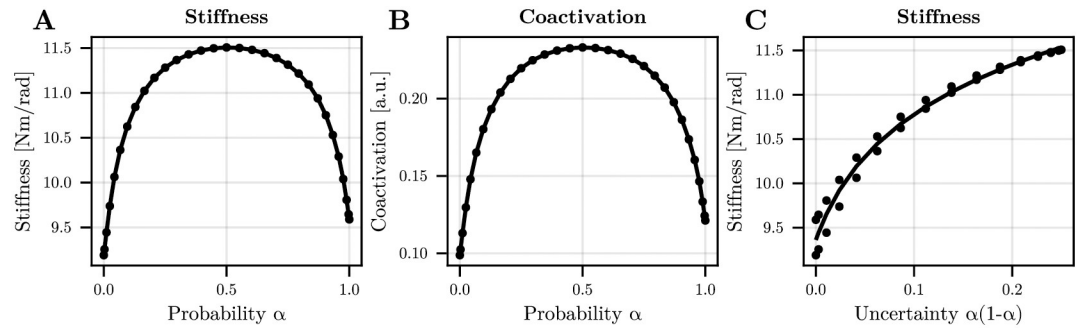 A
Stiffness
Stiffness [Nm/rad]
11.5
11.0
10.5
10.0
9.5
0.0
0.5
1.0
Probability α
B
Coactivation
Coactivation [a.u.]
0.20
0.15
0.10
0.0
0.5
1.0
Probability α
C
Stiffness
Stiffness [Nm/rad]
11.5
11.0
10.5
10.0
9.5
0.0
0.1
0.2
Uncertainty α(1-α)